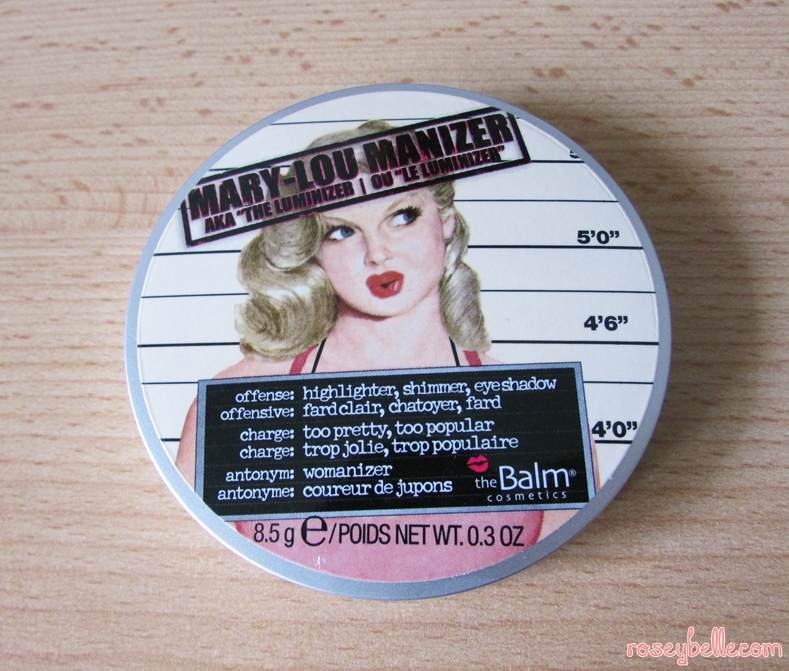 MARY-LOU MANIZER
AKA "THE LUMINIZER | OU "LE LUMINIZER"
5'0"
4'6"
4'0"
offense: highlighter, shimmer, eyeshadow
offensive: fard clair, chatoyer, fard
charge: too pretty, too popular
charge: trop jolie, trop populaire
antonym: womanizer
antonyme: coureur de jupons
theBalm®
cosmetics
8.5 g e/POIDS NET WT. 0.3 OZ
roseybelle.com